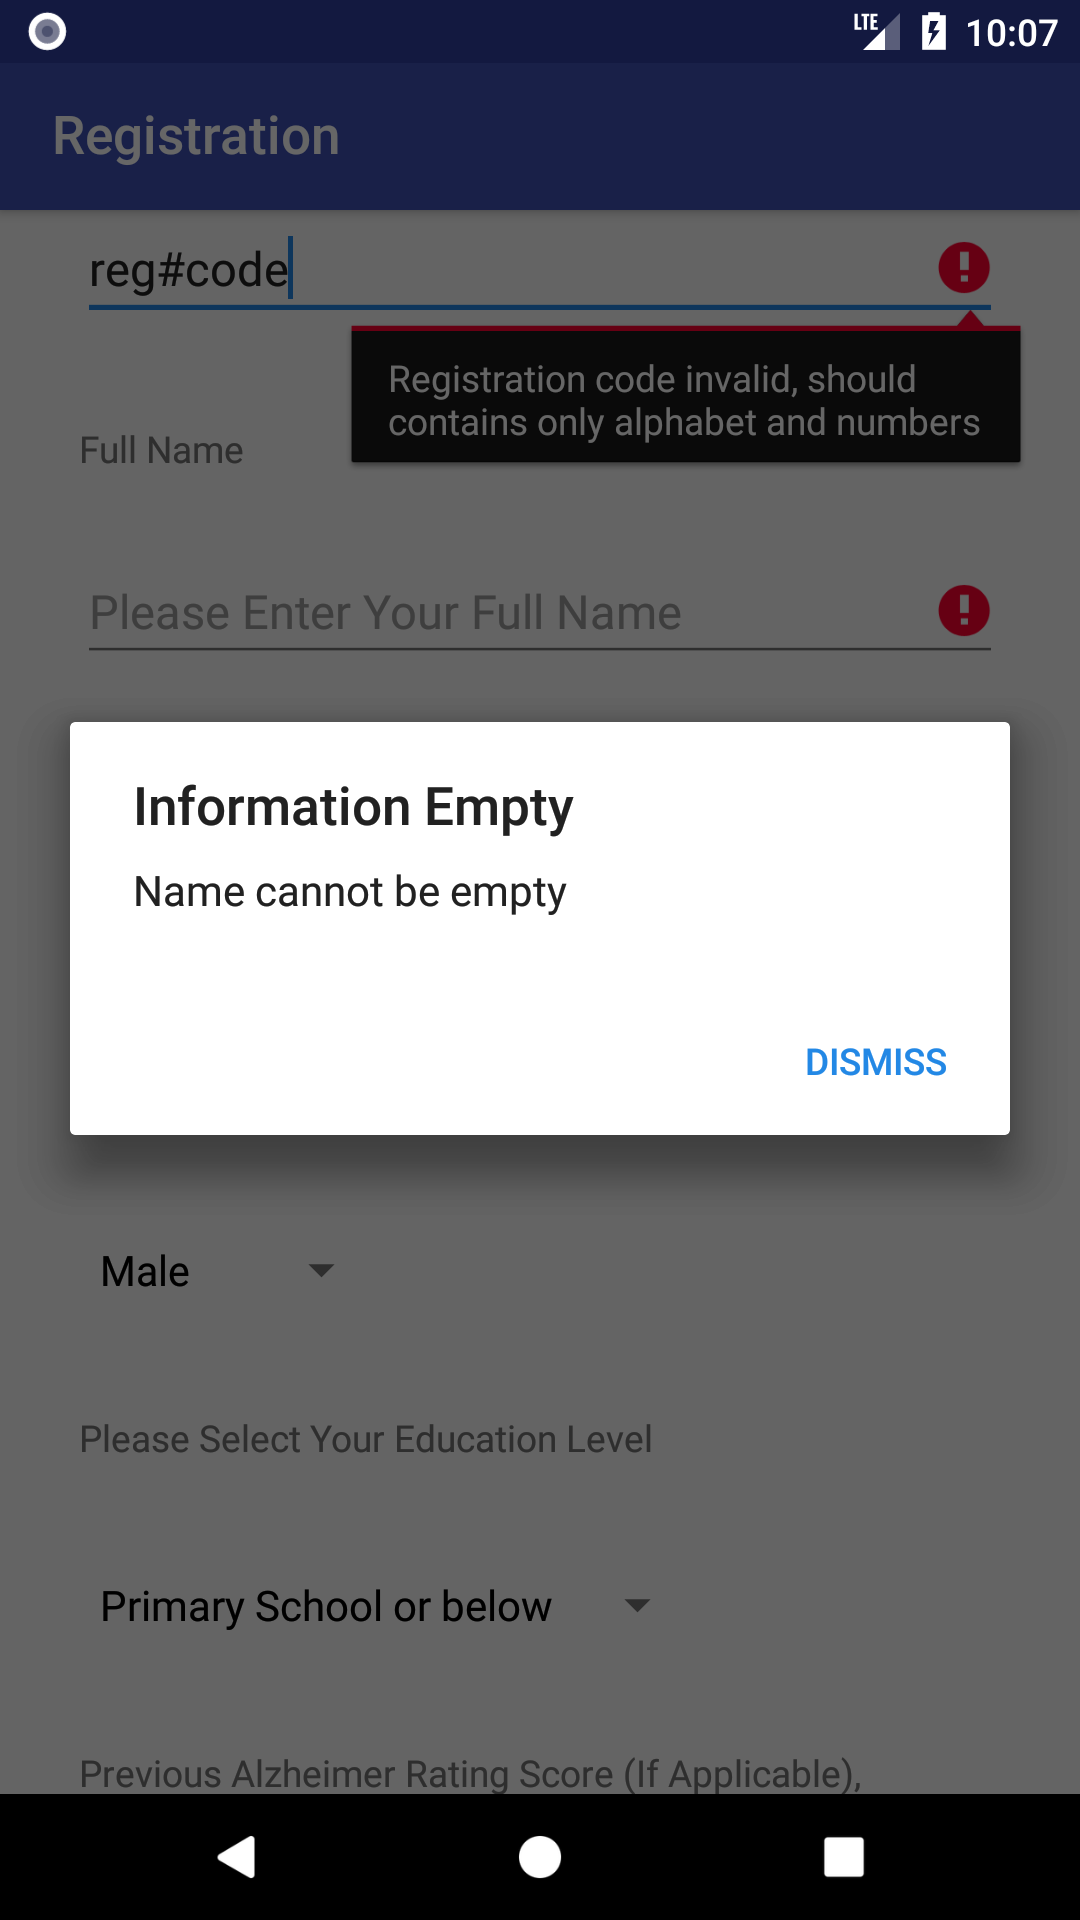 LTE 10:07
Registration
reg#code
Registration code invalid, should
contains only alphabet and numbers
Full Name
Please Enter Your Full Name
Information Empty
Name cannot be empty
DISMISS
Male
Please Select Your Education Level
Primary School or below
Previous Alzheimer Rating Score (If Applicable),